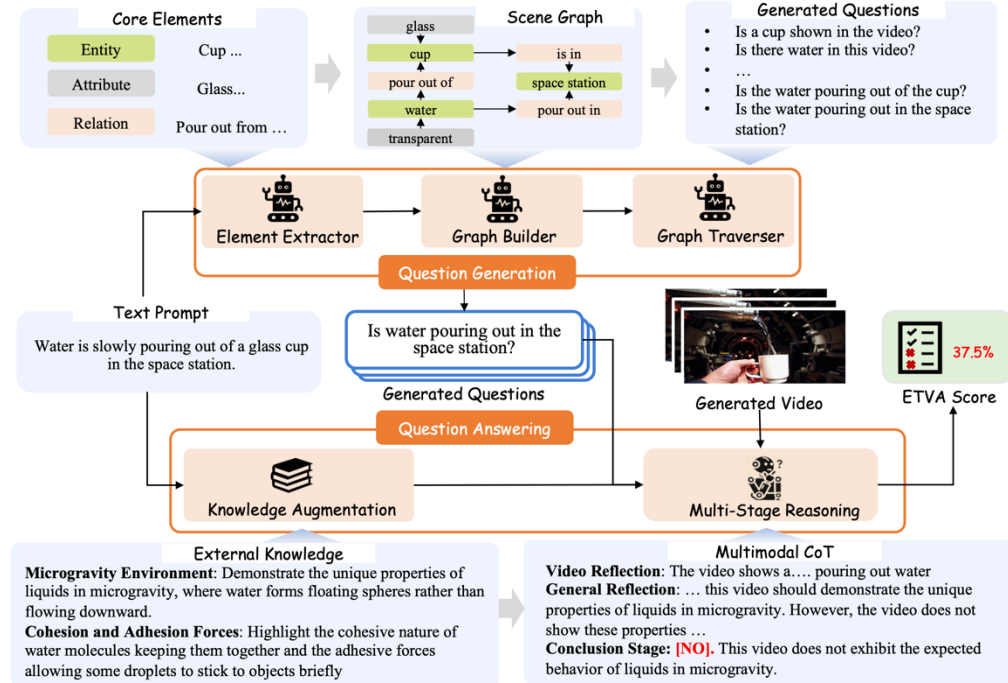 Core Elements
Entity
Cup ...
Attribute
Glass...
Relation
Pour out from ...
Scene Graph
glass
cup
is in
pour out of
space station
water
pour out in
transparent
Generated Questions
• Is a cup shown in the video?
• Is there water in this video?
• …
• Is the water pouring out of the cup?
• Is the water pouring out in the space
station?
Element Extractor
Graph Builder
Graph Traverser
Question Generation
Text Prompt
Water is slowly pouring out of a glass cup
in the space station.
Is water pouring out in the
space station?
Generated Questions
Generated Video
37.5%
ETVA Score
Question Answering
Knowledge Augmentation
Multi-Stage Reasoning
External Knowledge
Microgravity Environment: Demonstrate the unique properties of
liquids in microgravity, where water forms floating spheres rather than
flowing downward.
Cohesion and Adhesion Forces: Highlight the cohesive nature of
water molecules keeping them together and the adhesive forces
allowing some droplets to stick to objects briefly
Multimodal CoT
Video Reflection: The video shows a…. pouring out water
General Reflection: … this video should demonstrate the unique
properties of liquids in microgravity. However, the video does not
show these properties …
Conclusion Stage: [NO]. This video does not exhibit the expected
behavior of liquids in microgravity.